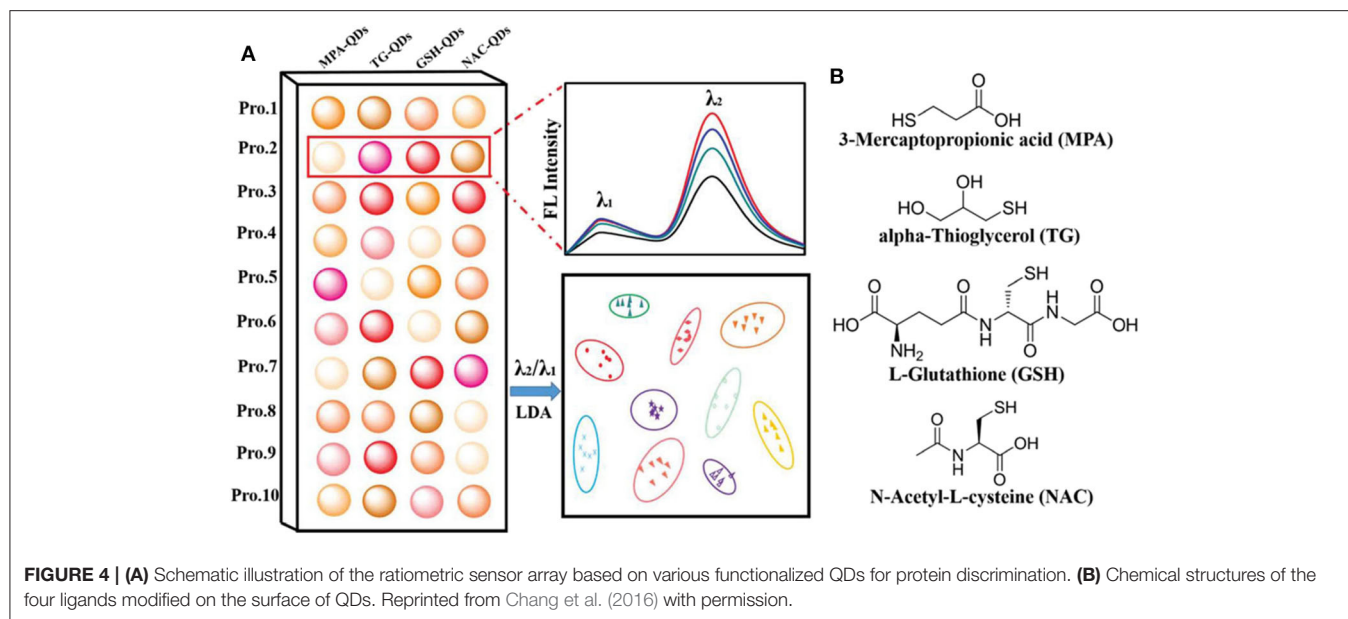 A
MPA-QDs
TG-QDs
GSH-QDs
NAC-QDs
Pro.1
Pro.2
Pro.3
Pro.4
Pro.5
Pro.6
Pro.7
Pro.8
Pro.9
Pro.10
FL Intensity
λ1
λ2
λ2/λ1
LDA
B
O
HS
OH
3-Mercaptopropionic acid (MPA)
OH
HO
SH
alpha-Thioglycerol (TG)
SH
O
O
H
N
O
HO
N
H
OH
NH2
O
L-Glutathione (GSH)
SH
O
OH
N
H
O
N-Acetyl-L-cysteine (NAC)
FIGURE 4 | (A) Schematic illustration of the ratiometric sensor array based on various functionalized QDs for protein discrimination. (B) Chemical structures of the
four ligands modified on the surface of QDs. Reprinted from Chang et al. (2016) with permission.